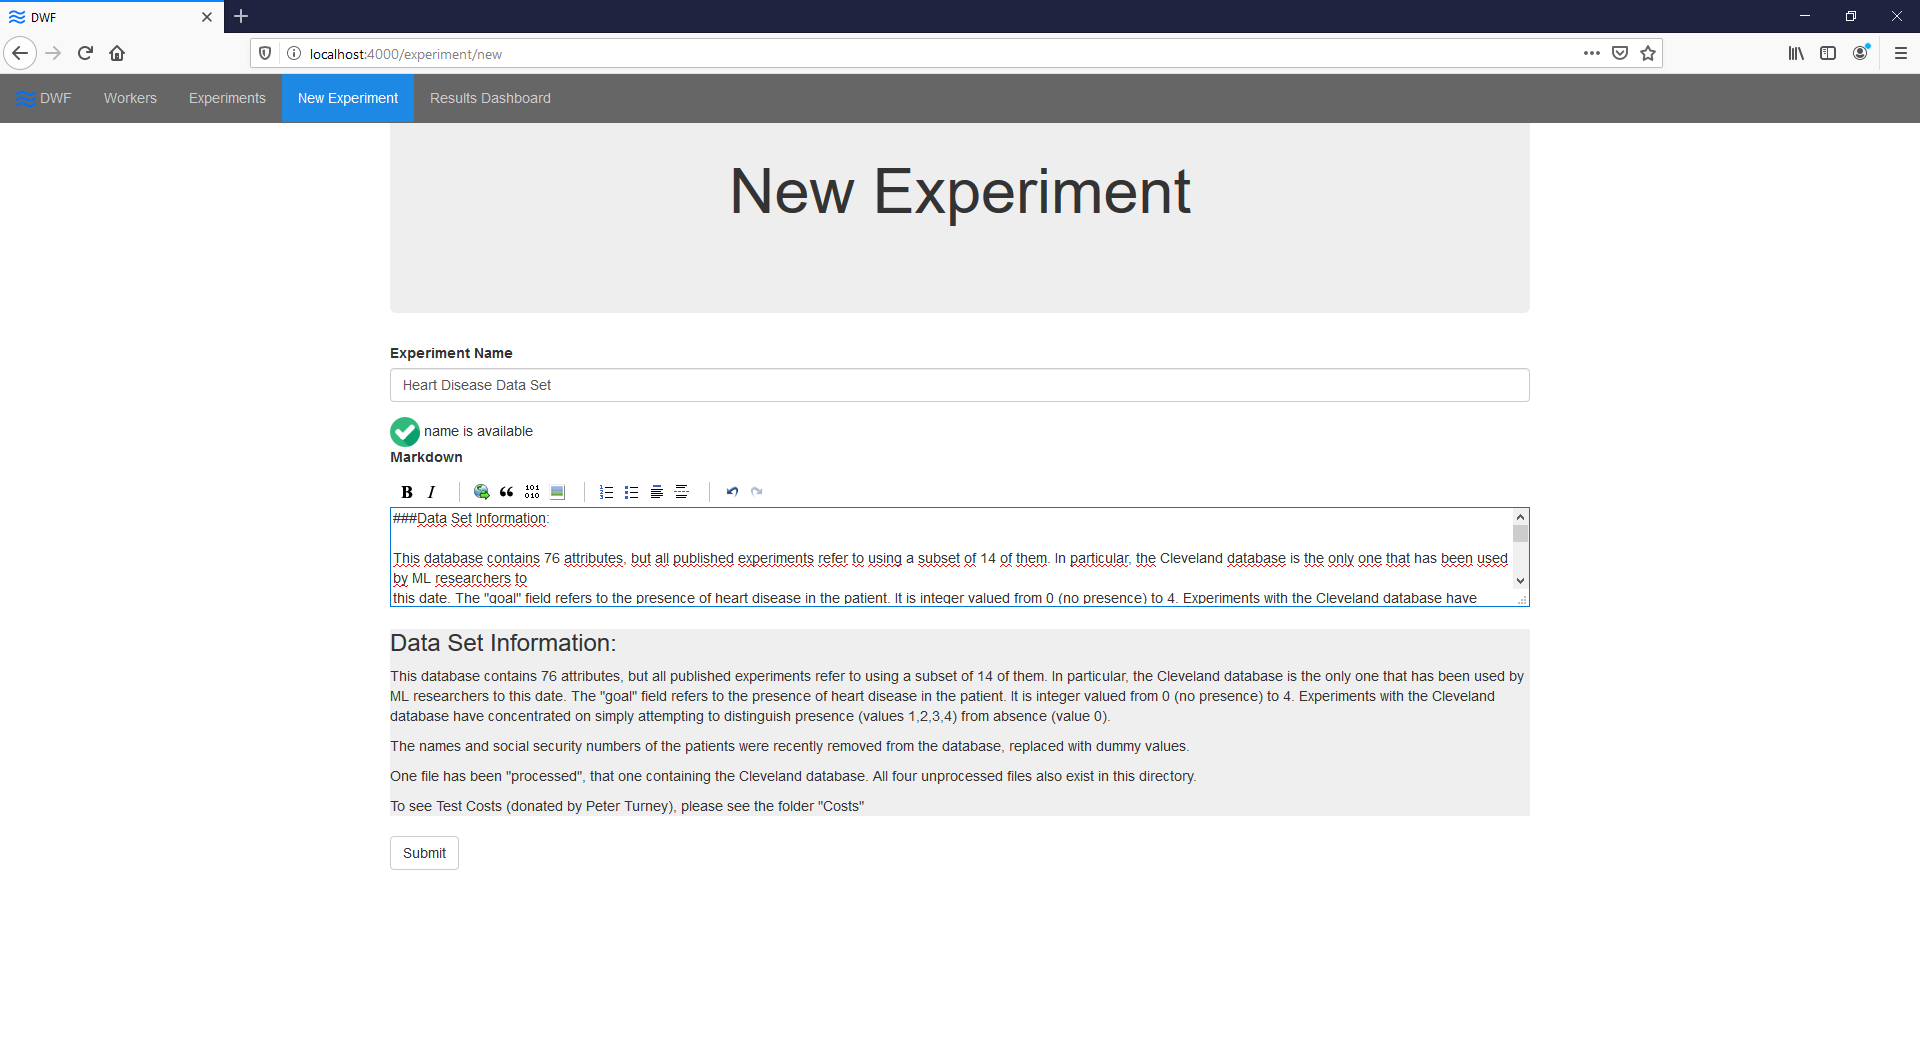 DWF
localhost:4000/experiment/new
DWF Workers Experiments New Experiment Results Dashboard
New Experiment
Experiment Name
Heart Disease Data Set
name is available
Markdown
B I 101 010
###Data Set Information:
This database contains 76 attributes, but all published experiments refer to using a subset of 14 of them. In particular, the Cleveland database is the only one that has been used
by ML researchers to
this date. The "goal" field refers to the presence of heart disease in the patient. It is integer valued from 0 (no presence) to 4. Experiments with the Cleveland database have
Data Set Information:
This database contains 76 attributes, but all published experiments refer to using a subset of 14 of them. In particular, the Cleveland database is the only one that has been used by
ML researchers to this date. The "goal" field refers to the presence of heart disease in the patient. It is integer valued from 0 (no presence) to 4. Experiments with the Cleveland
database have concentrated on simply attempting to distinguish presence (values 1,2,3,4) from absence (value 0).
The names and social security numbers of the patients were recently removed from the database, replaced with dummy values.
One file has been "processed", that one containing the Cleveland database. All four unprocessed files also exist in this directory.
To see Test Costs (donated by Peter Turney), please see the folder "Costs"
Submit